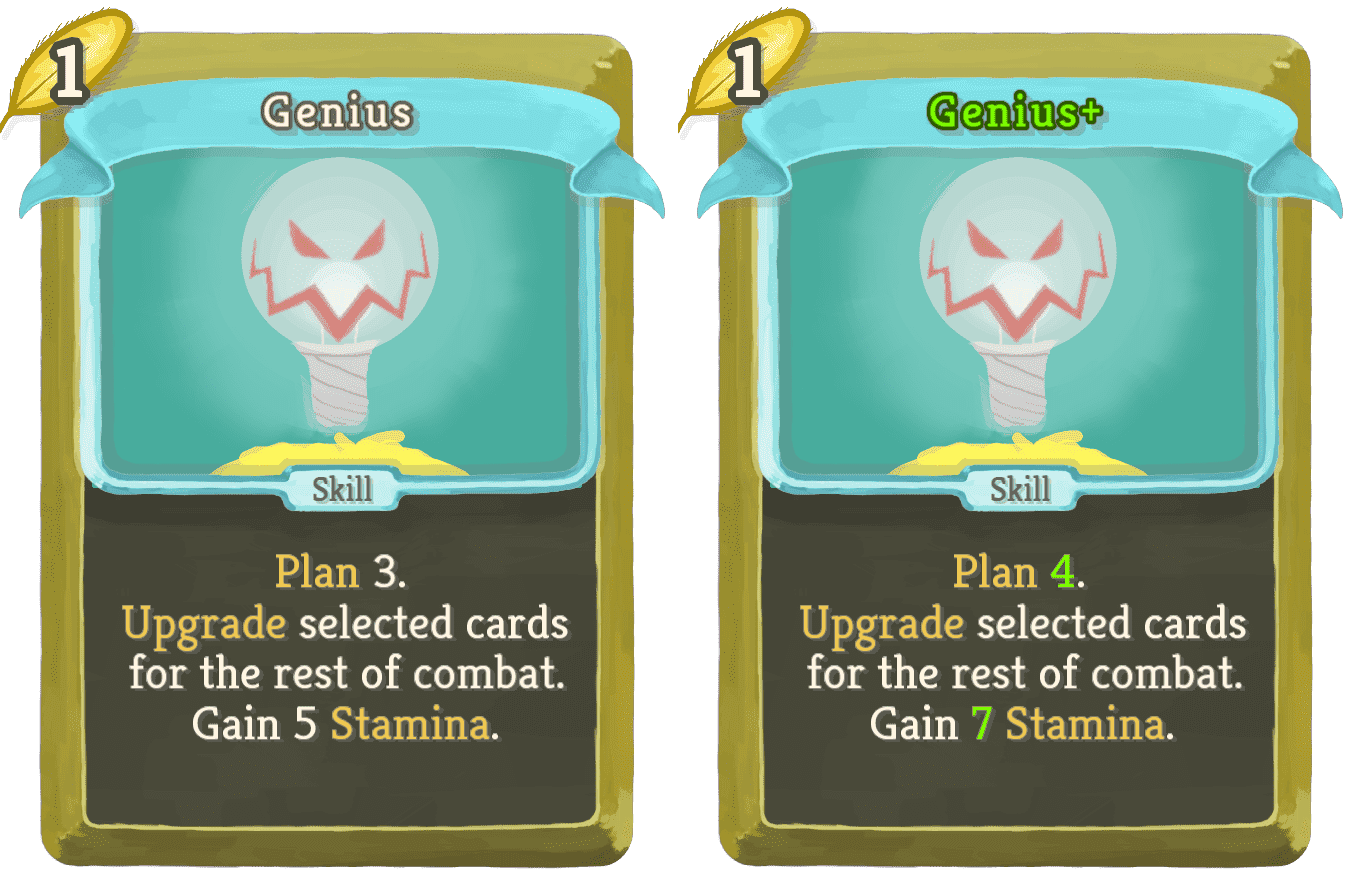 1
Genius
Skill
Plan 3.
Upgrade selected cards
for the rest of combat.
Gain 5 Stamina.
1
Genius+
Skill
Plan 4.
Upgrade selected cards
for the rest of combat.
Gain 7 Stamina.